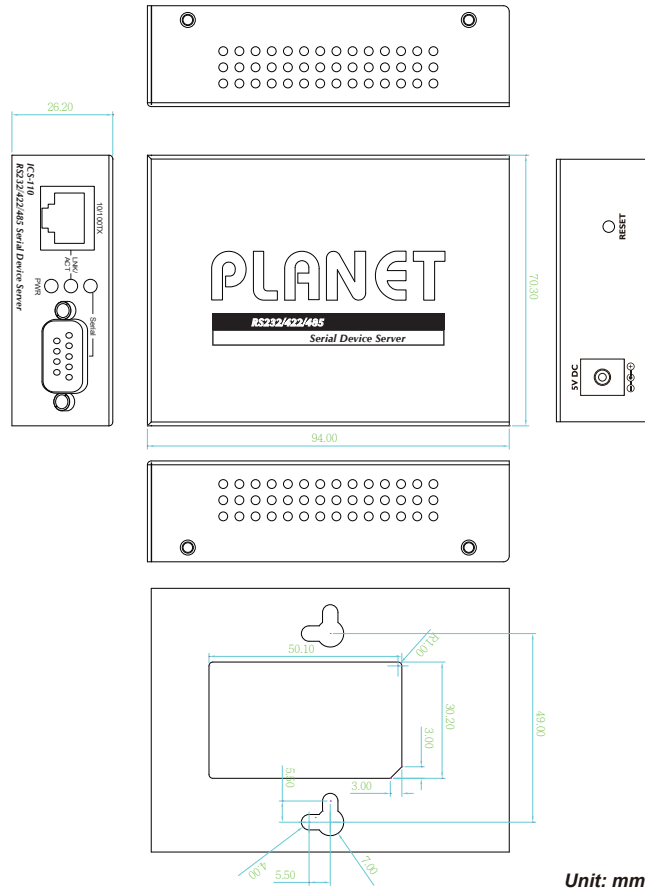 26.20
ICS-110
RS232/422/485 Serial Device Server
10/100TX
LNK/
ACT
PWR
Serial
PLANET
RS232/422/485
Serial Device Server
94.00
70.30
RESET
5V DC
50.10
R1.00
30.20
3.00
3.00
49.00
5.50
5.50
4.00
7.00
Unit: mm